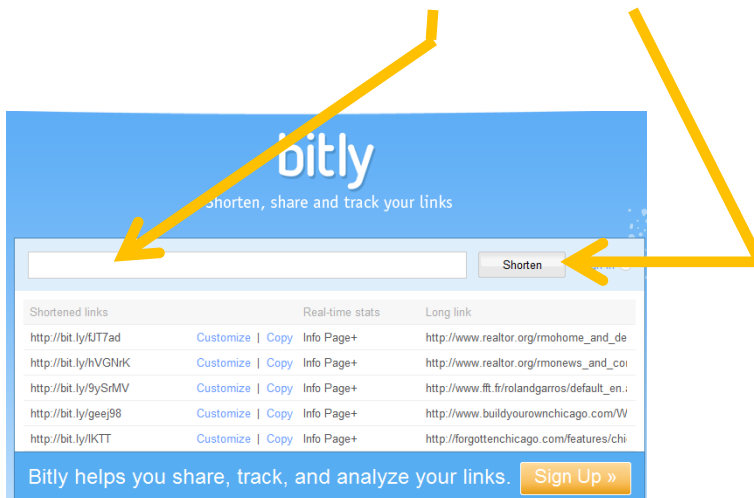 bitly
Shorten, share and track your links
Shorten
Shortened links Real-time stats Long link
http://bit.ly/fJT7ad Customize | Copy Info Page+ http://www.realtor.org/rmohome_and_de
http://bit.ly/hVGNrK Customize | Copy Info Page+ http://www.realtor.org/rmonews_and_co
http://bit.ly/9ySrMV Customize | Copy Info Page+ http://www.fft.fr/rolandgarros/default_en.
http://bit.ly/geej98 Customize | Copy Info Page+ http://www.buildyourownchicago.com/W
http://bit.ly/lKTT Customize | Copy Info Page+ http://forgottenchicago.com/features/chi
Bitly helps you share, track, and analyze your links. Sign Up »